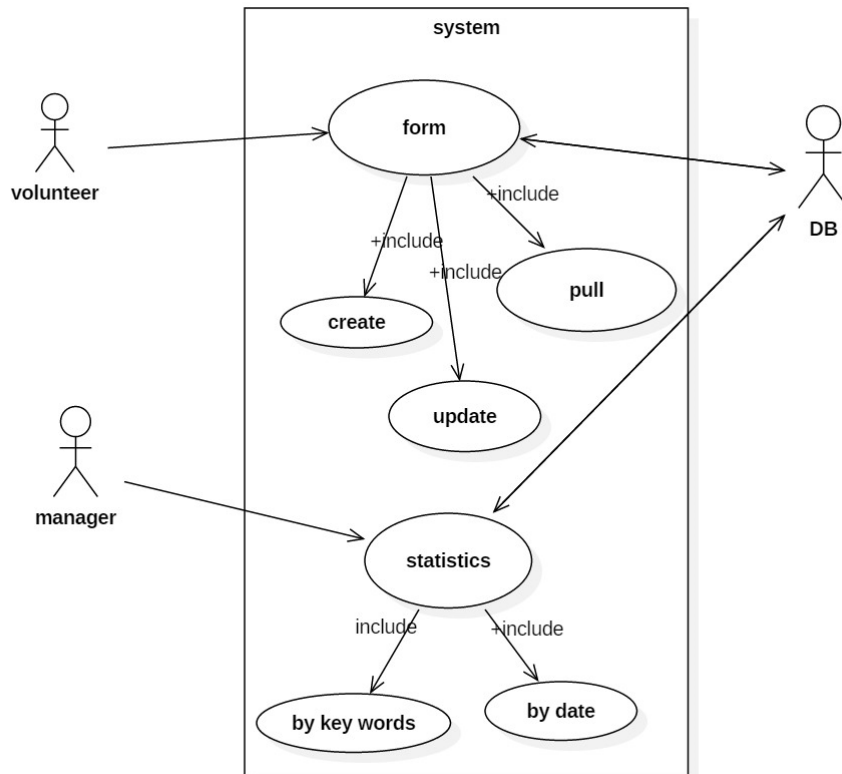 system
form
volunteer
+include
DB
+include
+include
pull
create
update
manager
statistics
include
+include
by key words
by date